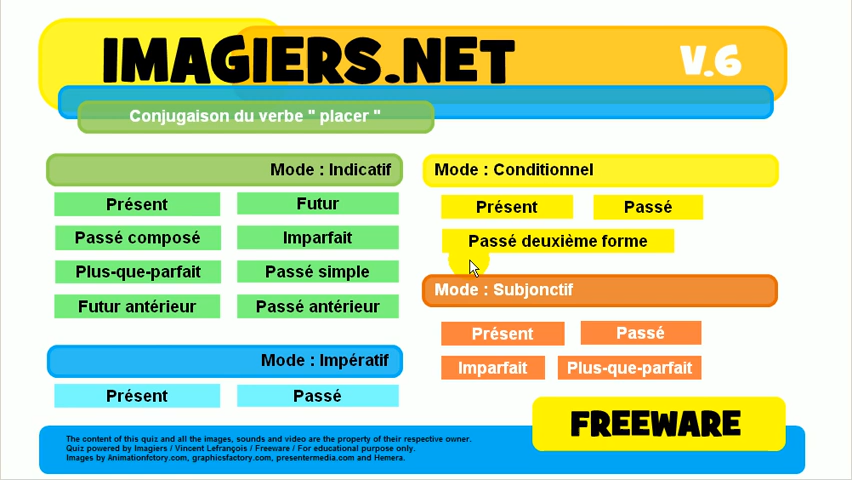 IMAGIERS.NET
V.6
Conjugaison du verbe " placer "
Mode : Indicatif
Présent
Futur
Passé composé
Imparfait
Plus-que-parfait
Passé simple
Futur antérieur
Passé antérieur
Mode : Impératif
Présent
Passé
Mode : Conditionnel
Présent
Passé
Passé deuxième forme
Mode : Subjonctif
Présent
Passé
Imparfait
Plus-que-parfait
FREEWARE
The content of this quiz and all the images, sounds and video are the property of their respective owner.
Quiz powered by Imagiers / Vincent Lefrançois / Freeware / For educational purpose only.
Images by Animationfctory.com, graphicsfactory.com, presentermedia.com and Hemera.